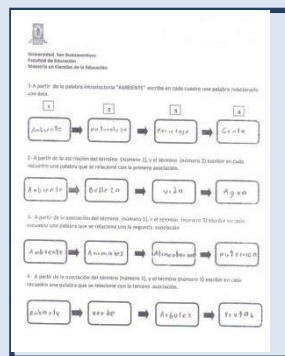 Universidad San Buenaventura
Facultad de Educación
Maestría en Ciencias de la Educación
1-A partir de la palabra introductoria "AMBIENTE" escribe en cada cuadro una palabra relacionada
con ésta.
1 2 3 4
Ambiente naturaleza Paisaje Gente
2- A partir de la asociación del término (número 1), y el término (número 2) escribir en cada
recuadro una palabra que se relacione con la primera asociación.
Ambiente Belleza vida Agua
3- A partir de la asociación del término (número 1), y el término (número 3) escribir en cada
recuadro una palabra que se relacione con la segunda asociación
Ambiente Animales
4- A partir de la asociación del término (número 1), y el término (número 3) escribir en cada
recuadro una palabra que se relacione con la tercera asociación.
Ambiente verde Arboles Frutas